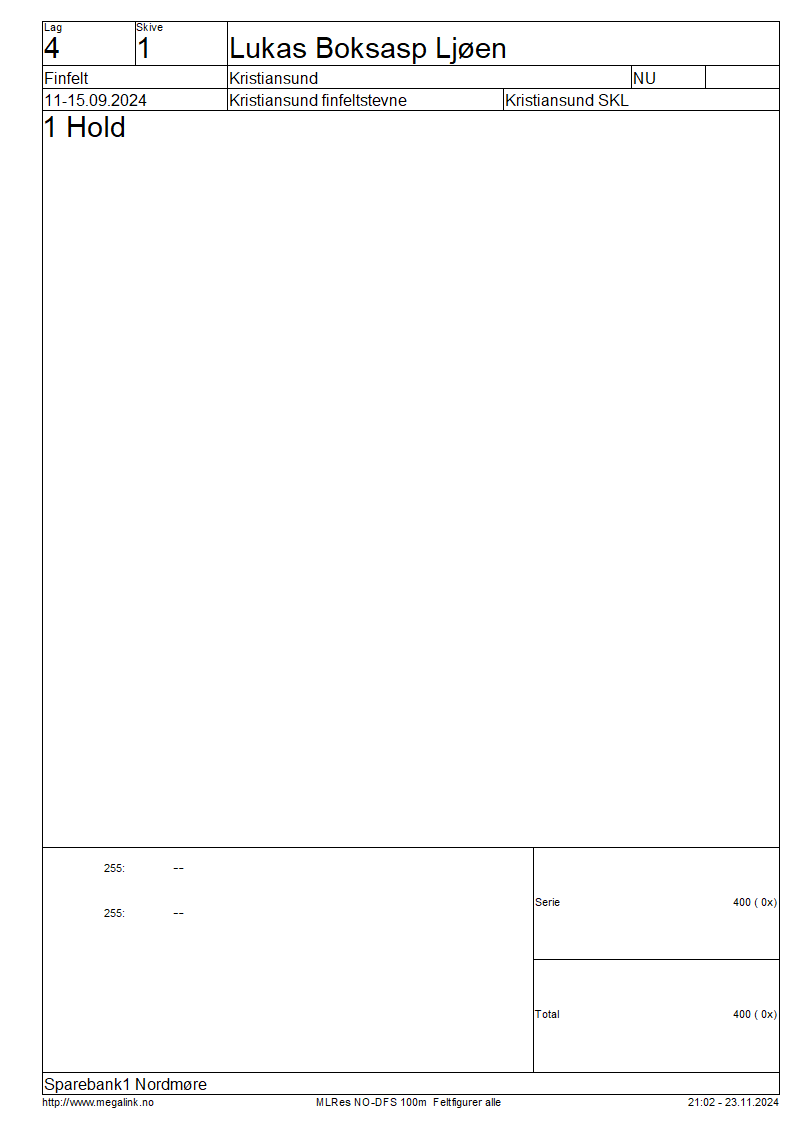 Lag Skive
4 1 Lukas Boksasp Ljøen
Finfelt Kristiansund NU
11-15.09.2024 Kristiansund finfeltstevne Kristiansund SKL
1 Hold
255: --
Serie 400 ( 0x)
255: --
Total 400 ( 0x)
Sparebank1 Nordmøre
http://www.megalink.no MLRes NO-DFS 100m Feltfigurer alle 21:02 - 23.11.2024